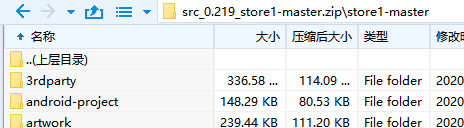 src_0.219_store1-master.zip\store1-master
名称 大小 压缩后大小 类型
..(上层目录)
3rdparty 336.58 ... 114.09 ... File folder 2020
android-project 148.29 KB 80.53 KB File folder 2020
artwork 239.44 KB 111.20 KB File folder 2020